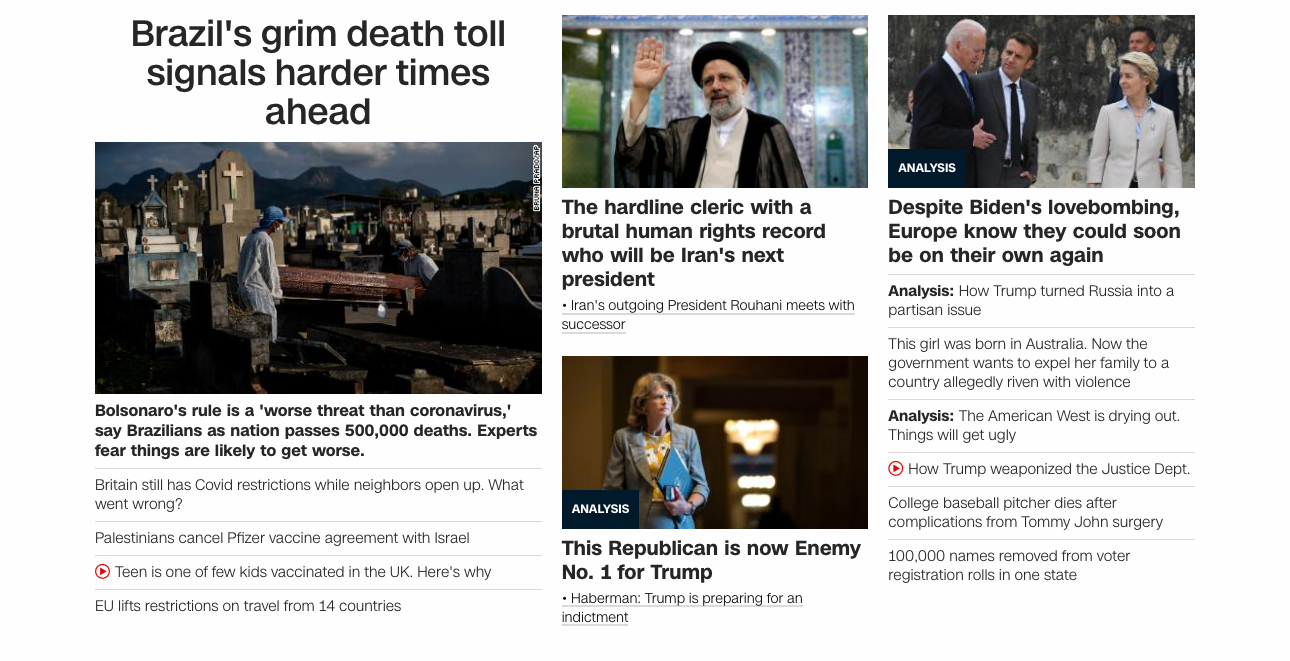 Brazil's grim death toll
signals harder times
ahead
BRUNA PRADO/AP
Bolsonaro's rule is a 'worse threat than coronavirus,'
say Brazilians as nation passes 500,000 deaths. Experts
fear things are likely to get worse.
Britain still has Covid restrictions while neighbors open up. What
went wrong?
Palestinians cancel Pfizer vaccine agreement with Israel
Teen is one of few kids vaccinated in the UK. Here's why
EU lifts restrictions on travel from 14 countries
The hardline cleric with a
brutal human rights record
who will be Iran's next
president
• Iran's outgoing President Rouhani meets with
successor
ANALYSIS
This Republican is now Enemy
No. 1 for Trump
• Haberman: Trump is preparing for an
indictment
ANALYSIS
Despite Biden's lovebombing,
Europe know they could soon
be on their own again
Analysis: How Trump turned Russia into a
partisan issue
This girl was born in Australia. Now the
government wants to expel her family to a
country allegedly riven with violence
Analysis: The American West is drying out.
Things will get ugly
How Trump weaponized the Justice Dept.
College baseball pitcher dies after
complications from Tommy John surgery
100,000 names removed from voter
registration rolls in one state